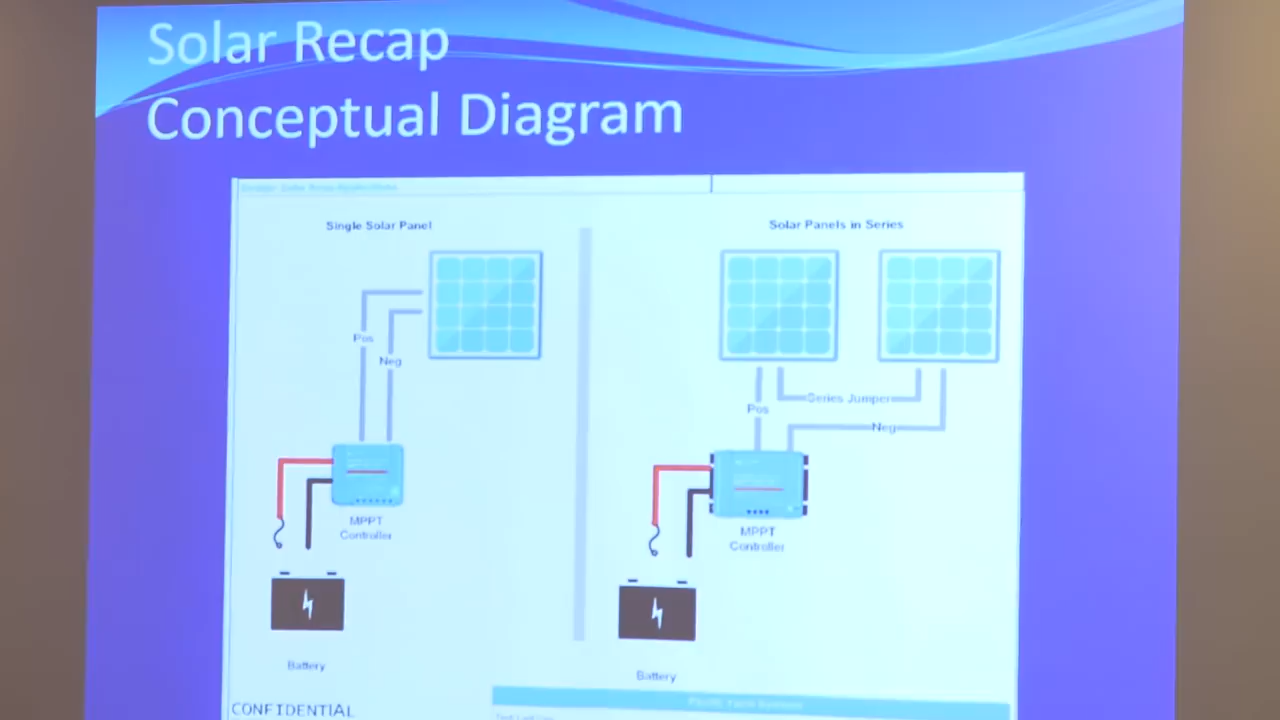 Solar Recap
Conceptual Diagram
Single Solar Panel
Solar Panels in Series
Pos
Neg
Series Jumper
Pos
Neg
MPPT
Controller
MPPT
Controller
Battery
Battery
CONFIDENTIAL